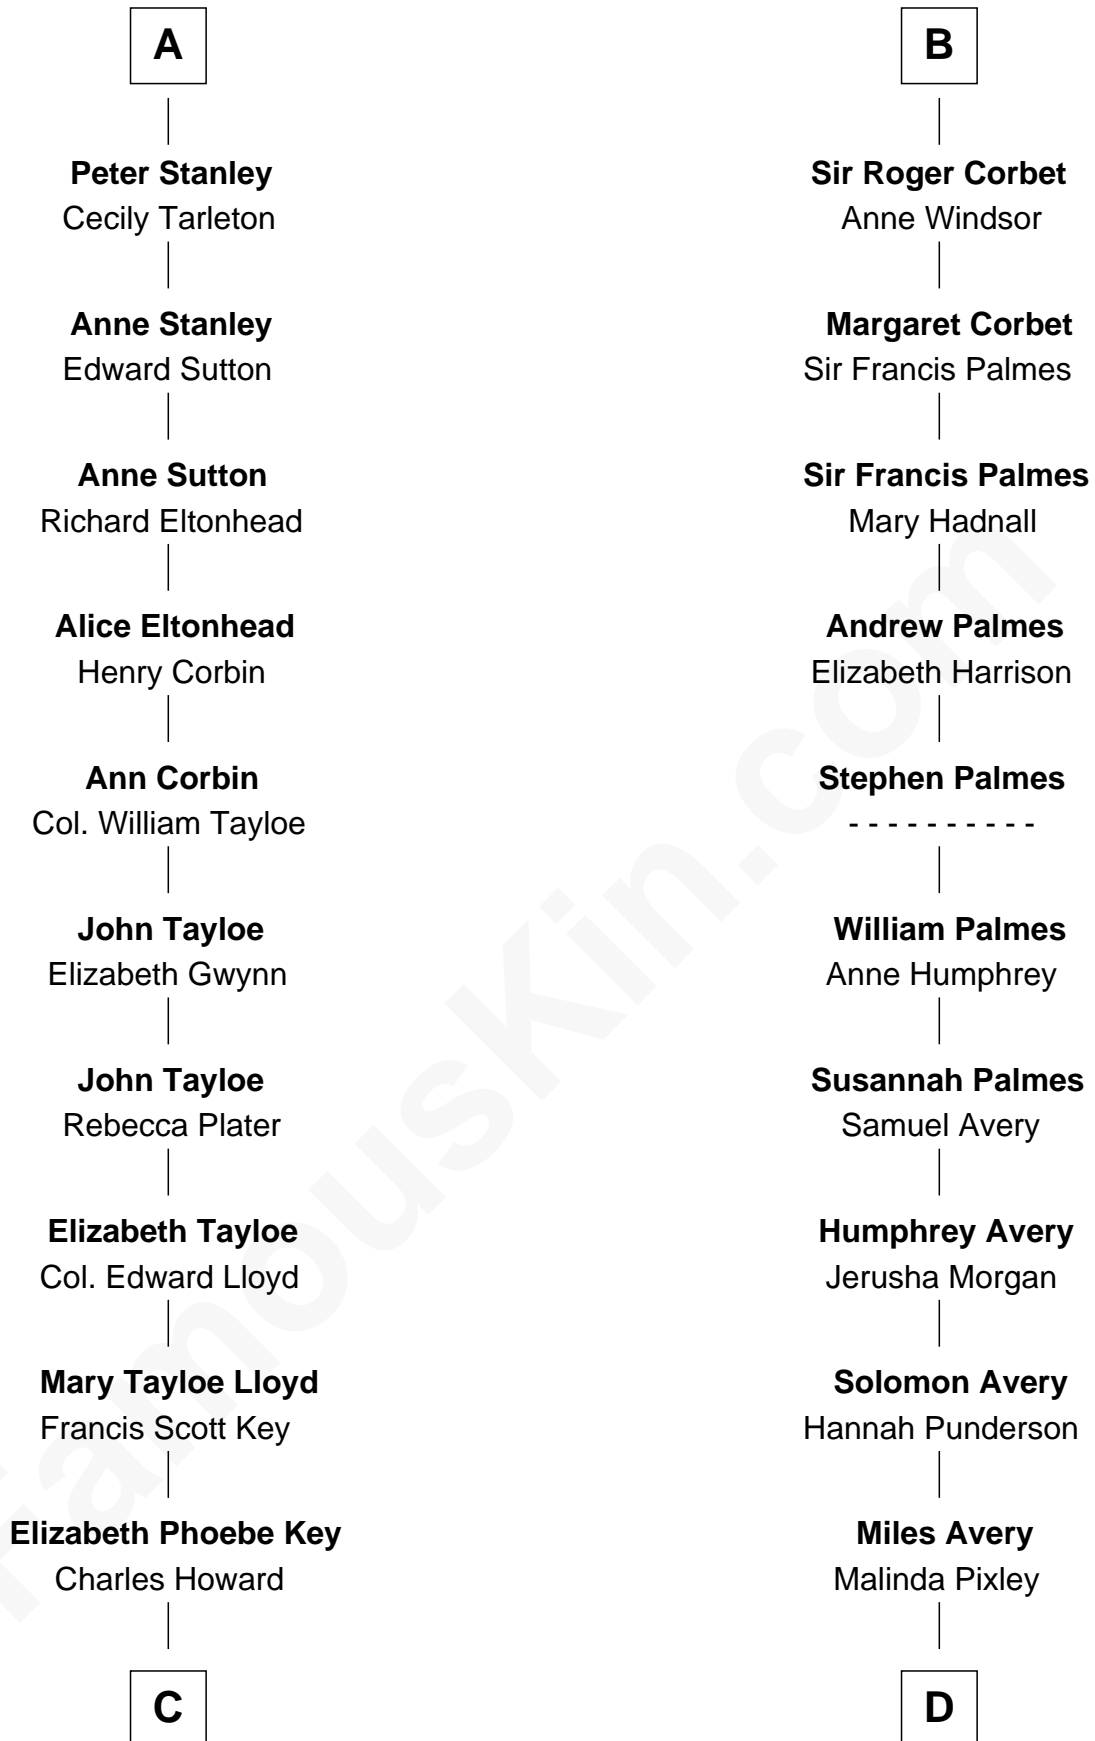 A
Peter Stanley
Cecily Tarleton
Anne Stanley
Edward Sutton
Anne Sutton
Richard Eltonhead
Alice Eltonhead
Henry Corbin
Ann Corbin
Col. William Tayloe
John Tayloe
Elizabeth Gwynn
John Tayloe
Rebecca Plater
Elizabeth Tayloe
Col. Edward Lloyd
Mary Tayloe Lloyd
Francis Scott Key
Elizabeth Phoebe Key
Charles Howard
C
B
Sir Roger Corbet
Anne Windsor
Margaret Corbet
Sir Francis Palmes
Sir Francis Palmes
Mary Hadnall
Andrew Palmes
Elizabeth Harrison
Stephen Palmes
- - - - - - - - - -
William Palmes
Anne Humphrey
Susannah Palmes
Samuel Avery
Humphrey Avery
Jerusha Morgan
Solomon Avery
Hannah Punderson
Miles Avery
Malinda Pixley
D
FamousKin.com